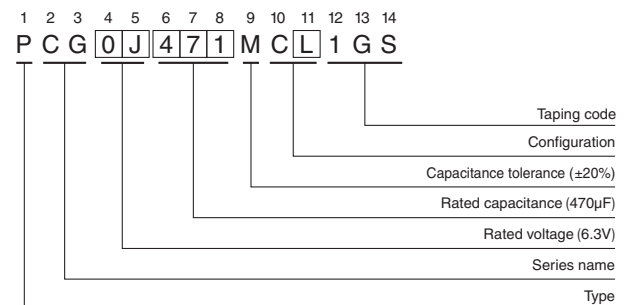 1 2 3 4 5 6 7 8 9 10 11 12 13 14
P C G 0 J 4 7 1 M C L 1 G S
Taping code
Configuration
Capacitance tolerance (±20%)
Rated capacitance (470μF)
Rated voltage (6.3V)
Series name
Type